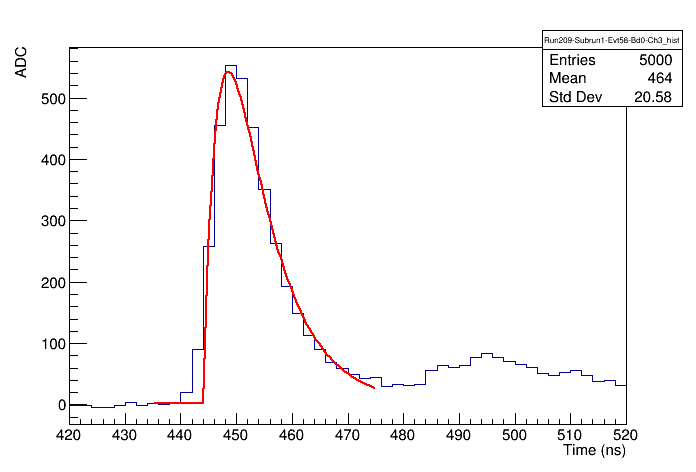 Run209-Subrun1-Evt56-Bd0-Ch3_hist
Entries 5000
Mean 464
Std Dev 20.58
ADC
500
400
300
200
100
0
420 430 440 450 460 470 480 490 500 510 520
Time (ns)